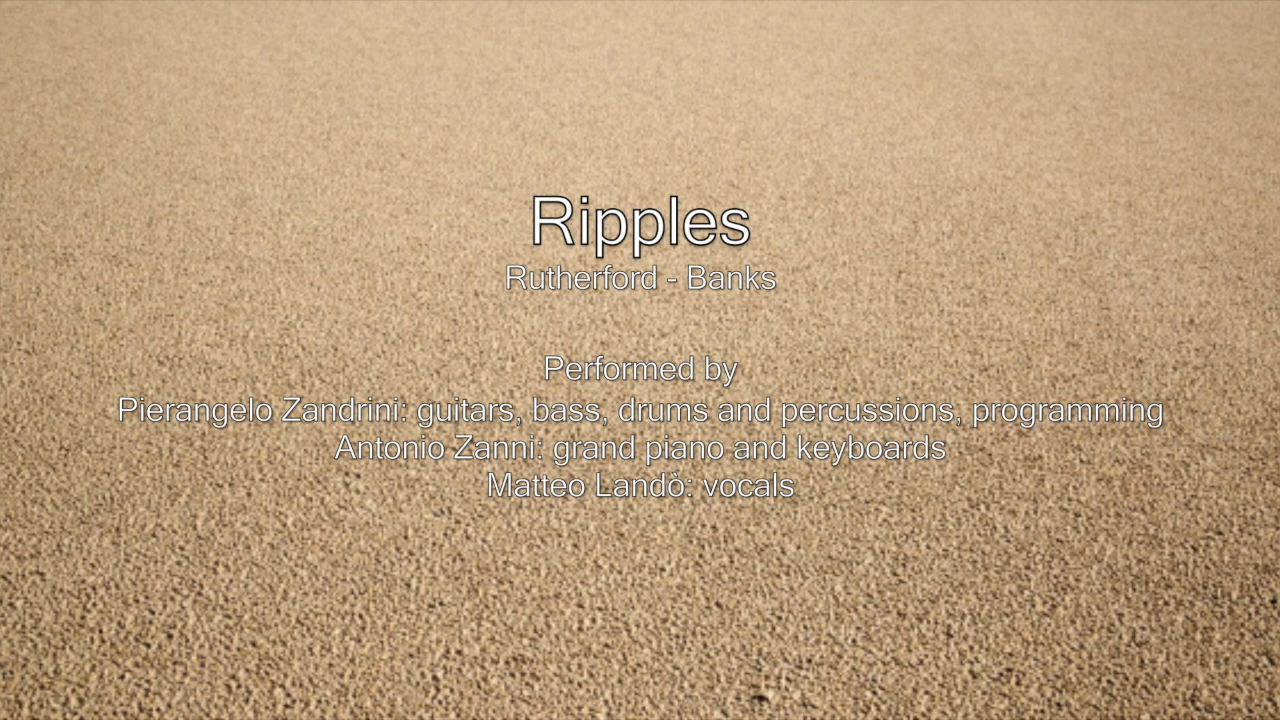 Ripples
Rutherford - Banks
Performed by
Pierangelo Zandrini: guitars, bass, drums and percussions, programming
Antonio Zanni: grand piano and keyboards
Matteo Landò: vocals